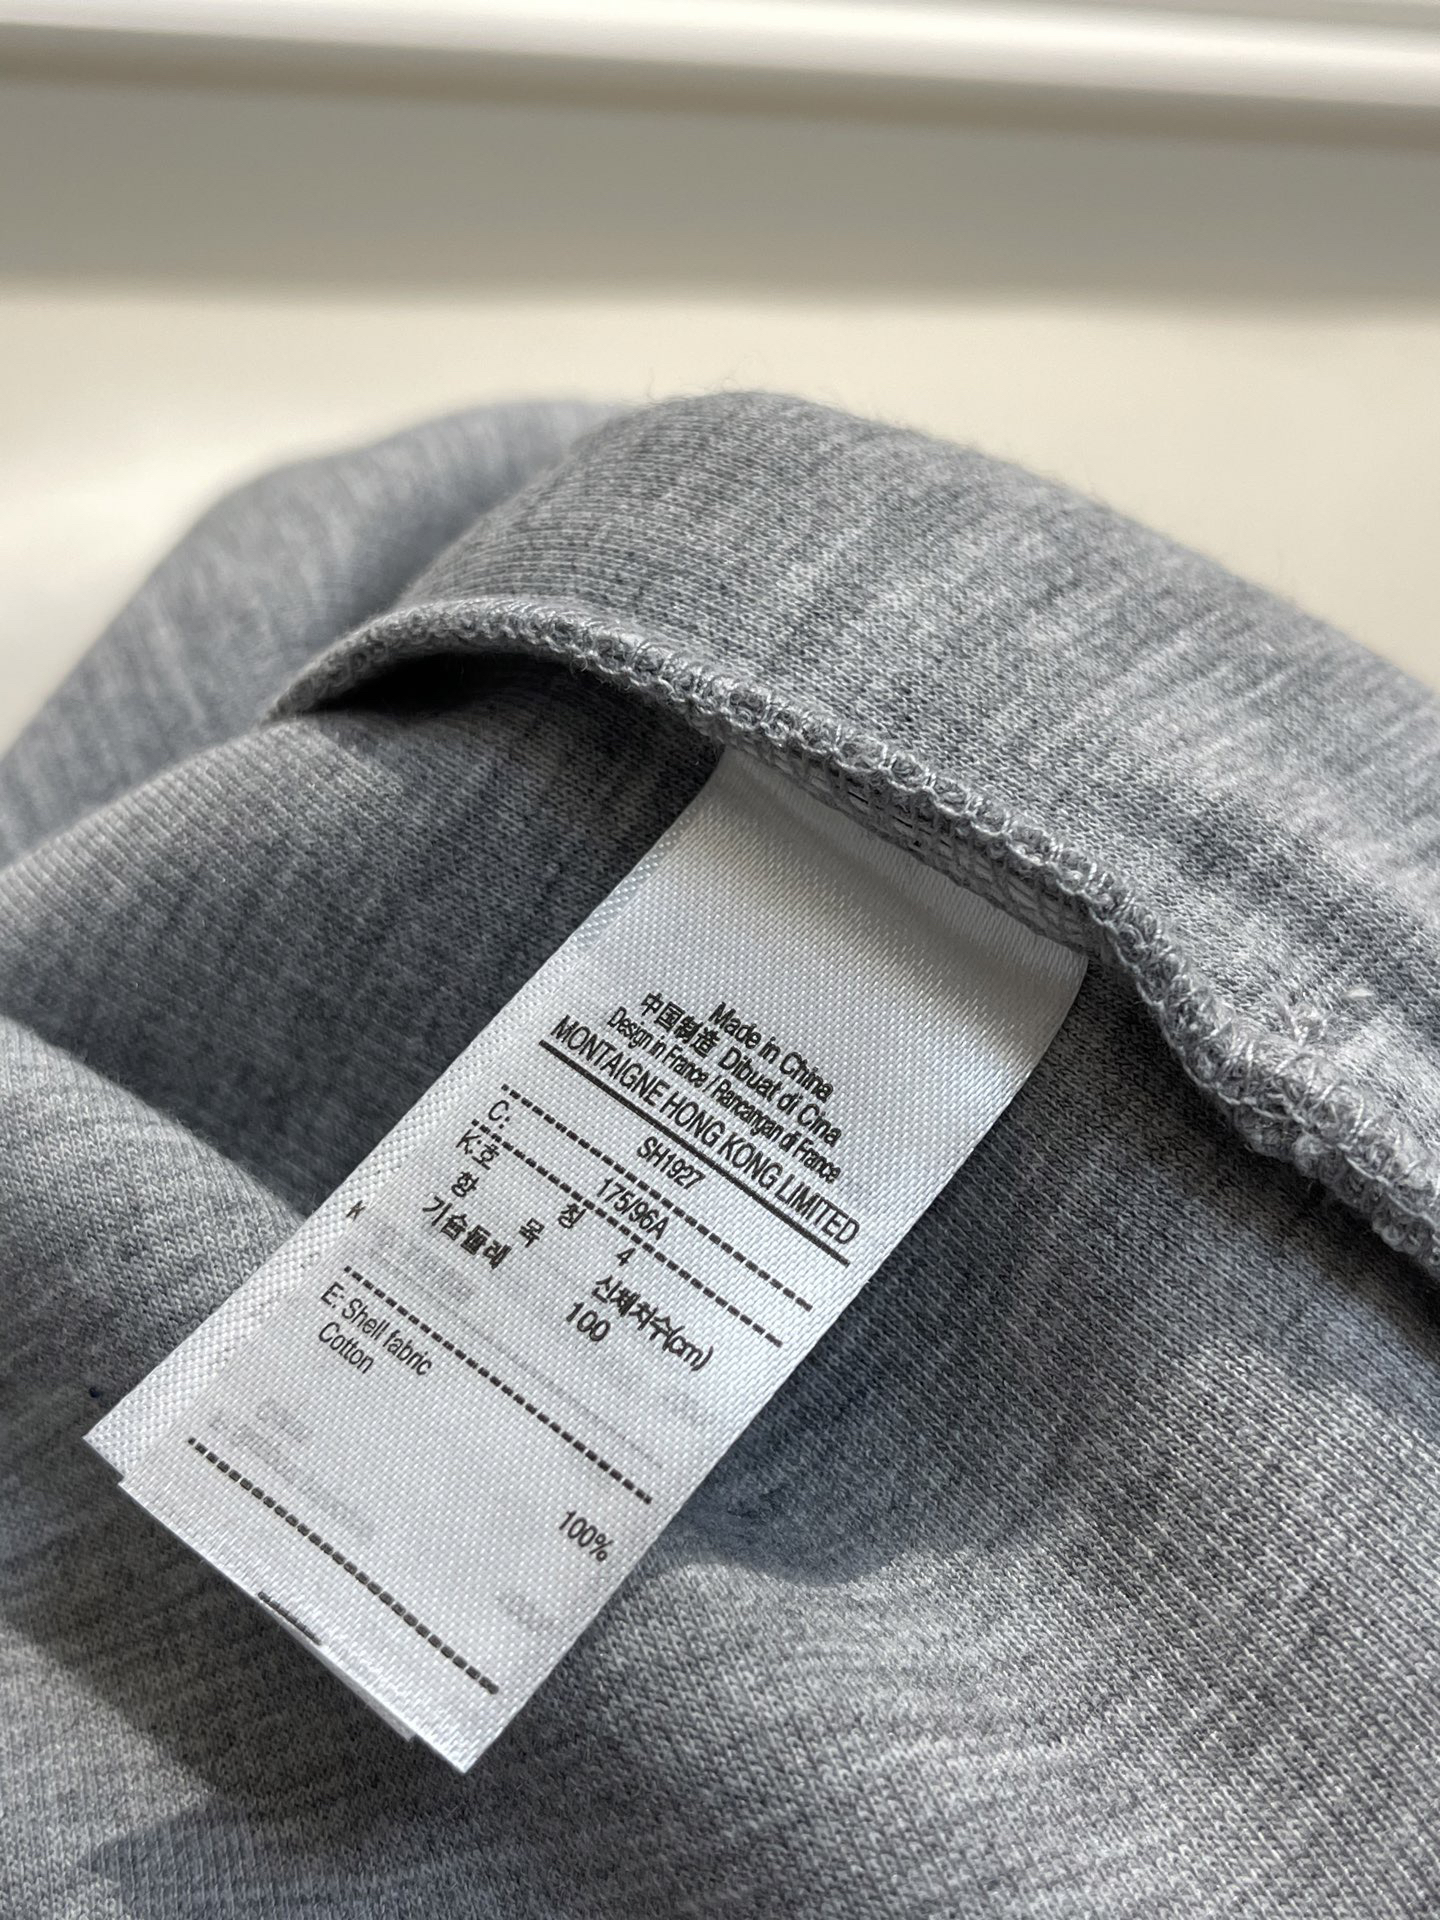 Made in China
中国制造 Dibuat di Cina
Design in France / Rancangan di France
MONTAIGNE HONG KONG LIMITED
SH1927
C: 175/96A
K: 호 칭 4
항 목 신체치수(cm)
가슴둘레 100
E: Shell fabric
Cotton 100%